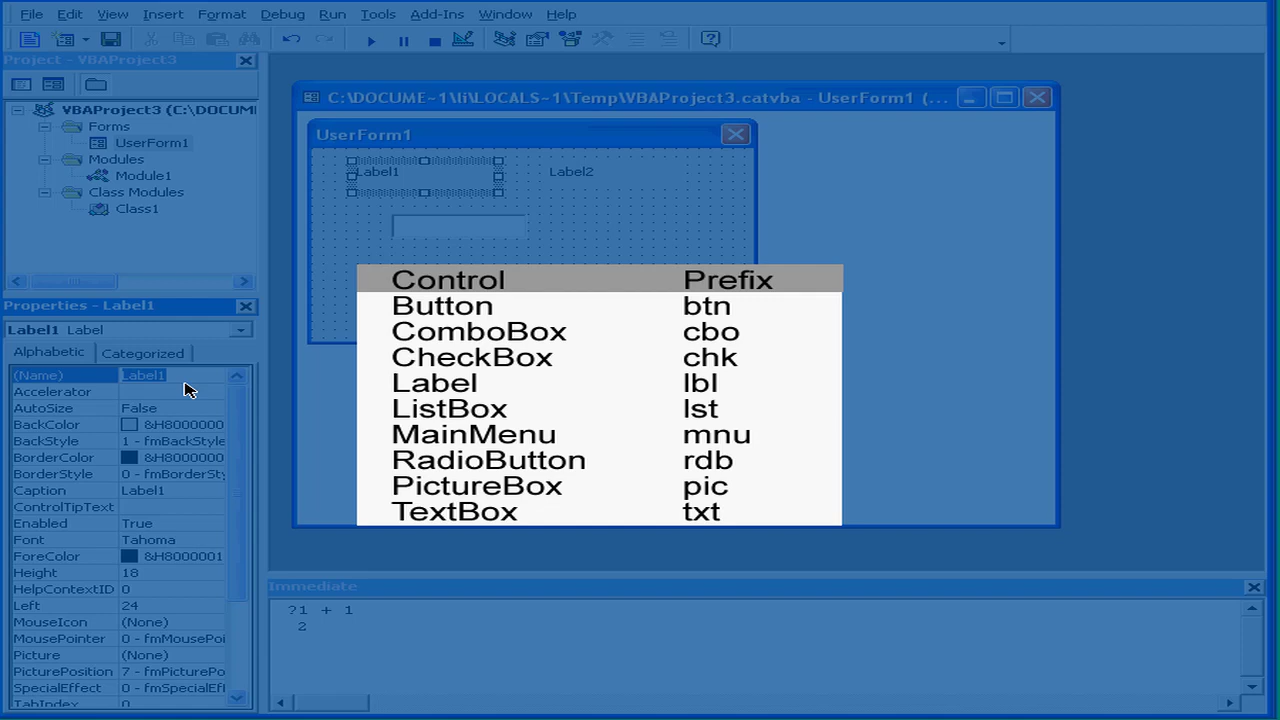 File Edit View Insert Format Debug Run Tools Add-Ins Window Help
Project - VBAProject3
VBAProject3 (C:\DOCUMI
Forms
UserForm1
Modules
Module1
Class Modules
Class1
Properties - Label1
Label1 Label
Alphabetic Categorized
(Name) Label1
Accelerator
AutoSize False
BackColor &H8000000
BackStyle 1 - fmBackStyle
BorderColor &H8000000
BorderStyle 0 - fmBorderSty
Caption Label1
ControlTipText
Enabled True
Font Tahoma
ForeColor &H8000001
Height 18
HelpContextID 0
Left 24
MouseIcon (None)
MousePointer 0 - fmMousePoi
Picture (None)
PicturePosition 7 - fmPicturePo
SpecialEffect 0 - fmSpecialEff
TabIndex 0
C:\DOCUME~1\li\LOCALS~1\Temp\VBAProject3.catvba - UserForm1 (...
UserForm1
Label1 Label2
Control Prefix
Button btn
ComboBox cbo
CheckBox chk
Label lbl
ListBox lst
MainMenu mnu
RadioButton rdb
PictureBox pic
TextBox txt
Immediate
?1 + 1
2